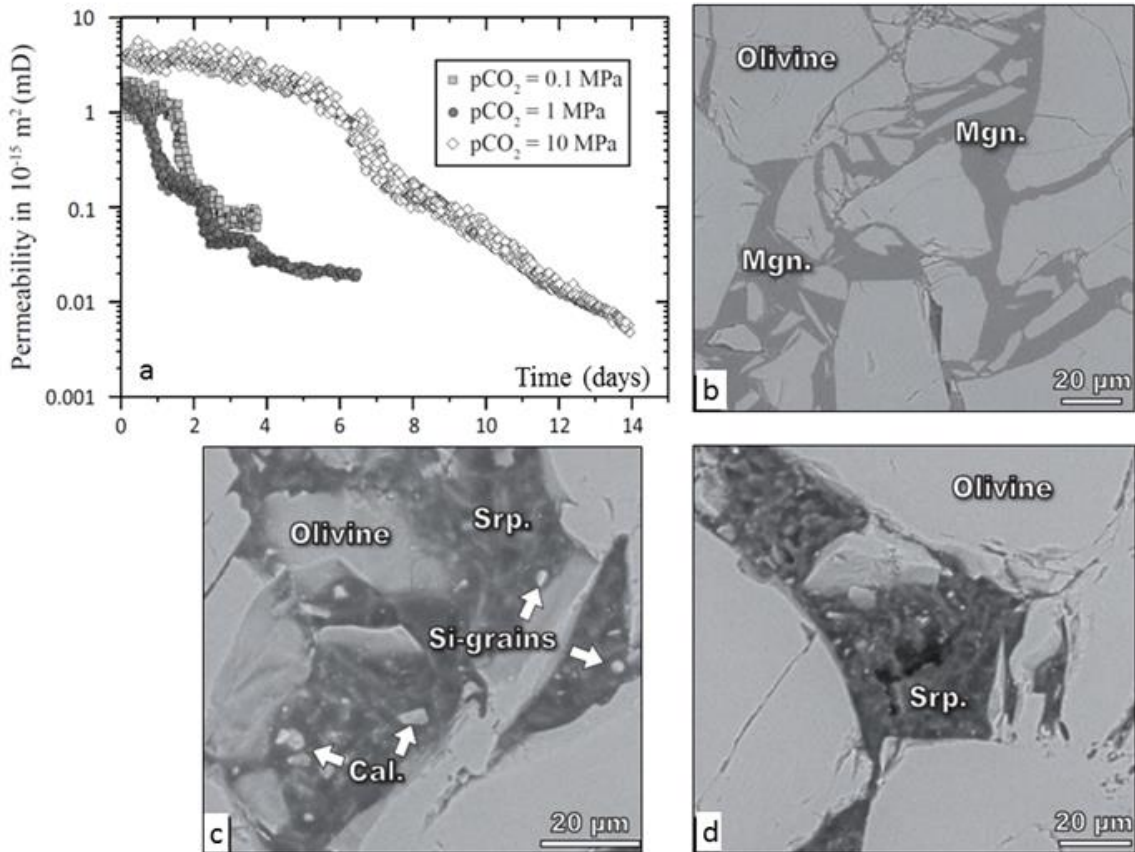 10
1
0.1
0.01
0.001
Permeability in 10⁻¹⁵ m² (mD)
pCO₂ = 0.1 MPa
pCO₂ = 1 MPa
pCO₂ = 10 MPa
a
Time (days)
0 2 4 6 8 10 12 14
Olivine
Mgn.
Mgn.
20 µm
b
Srp.
Olivine
Si-grains
Cal.
c
20 µm
Olivine
Srp.
d
20 µm